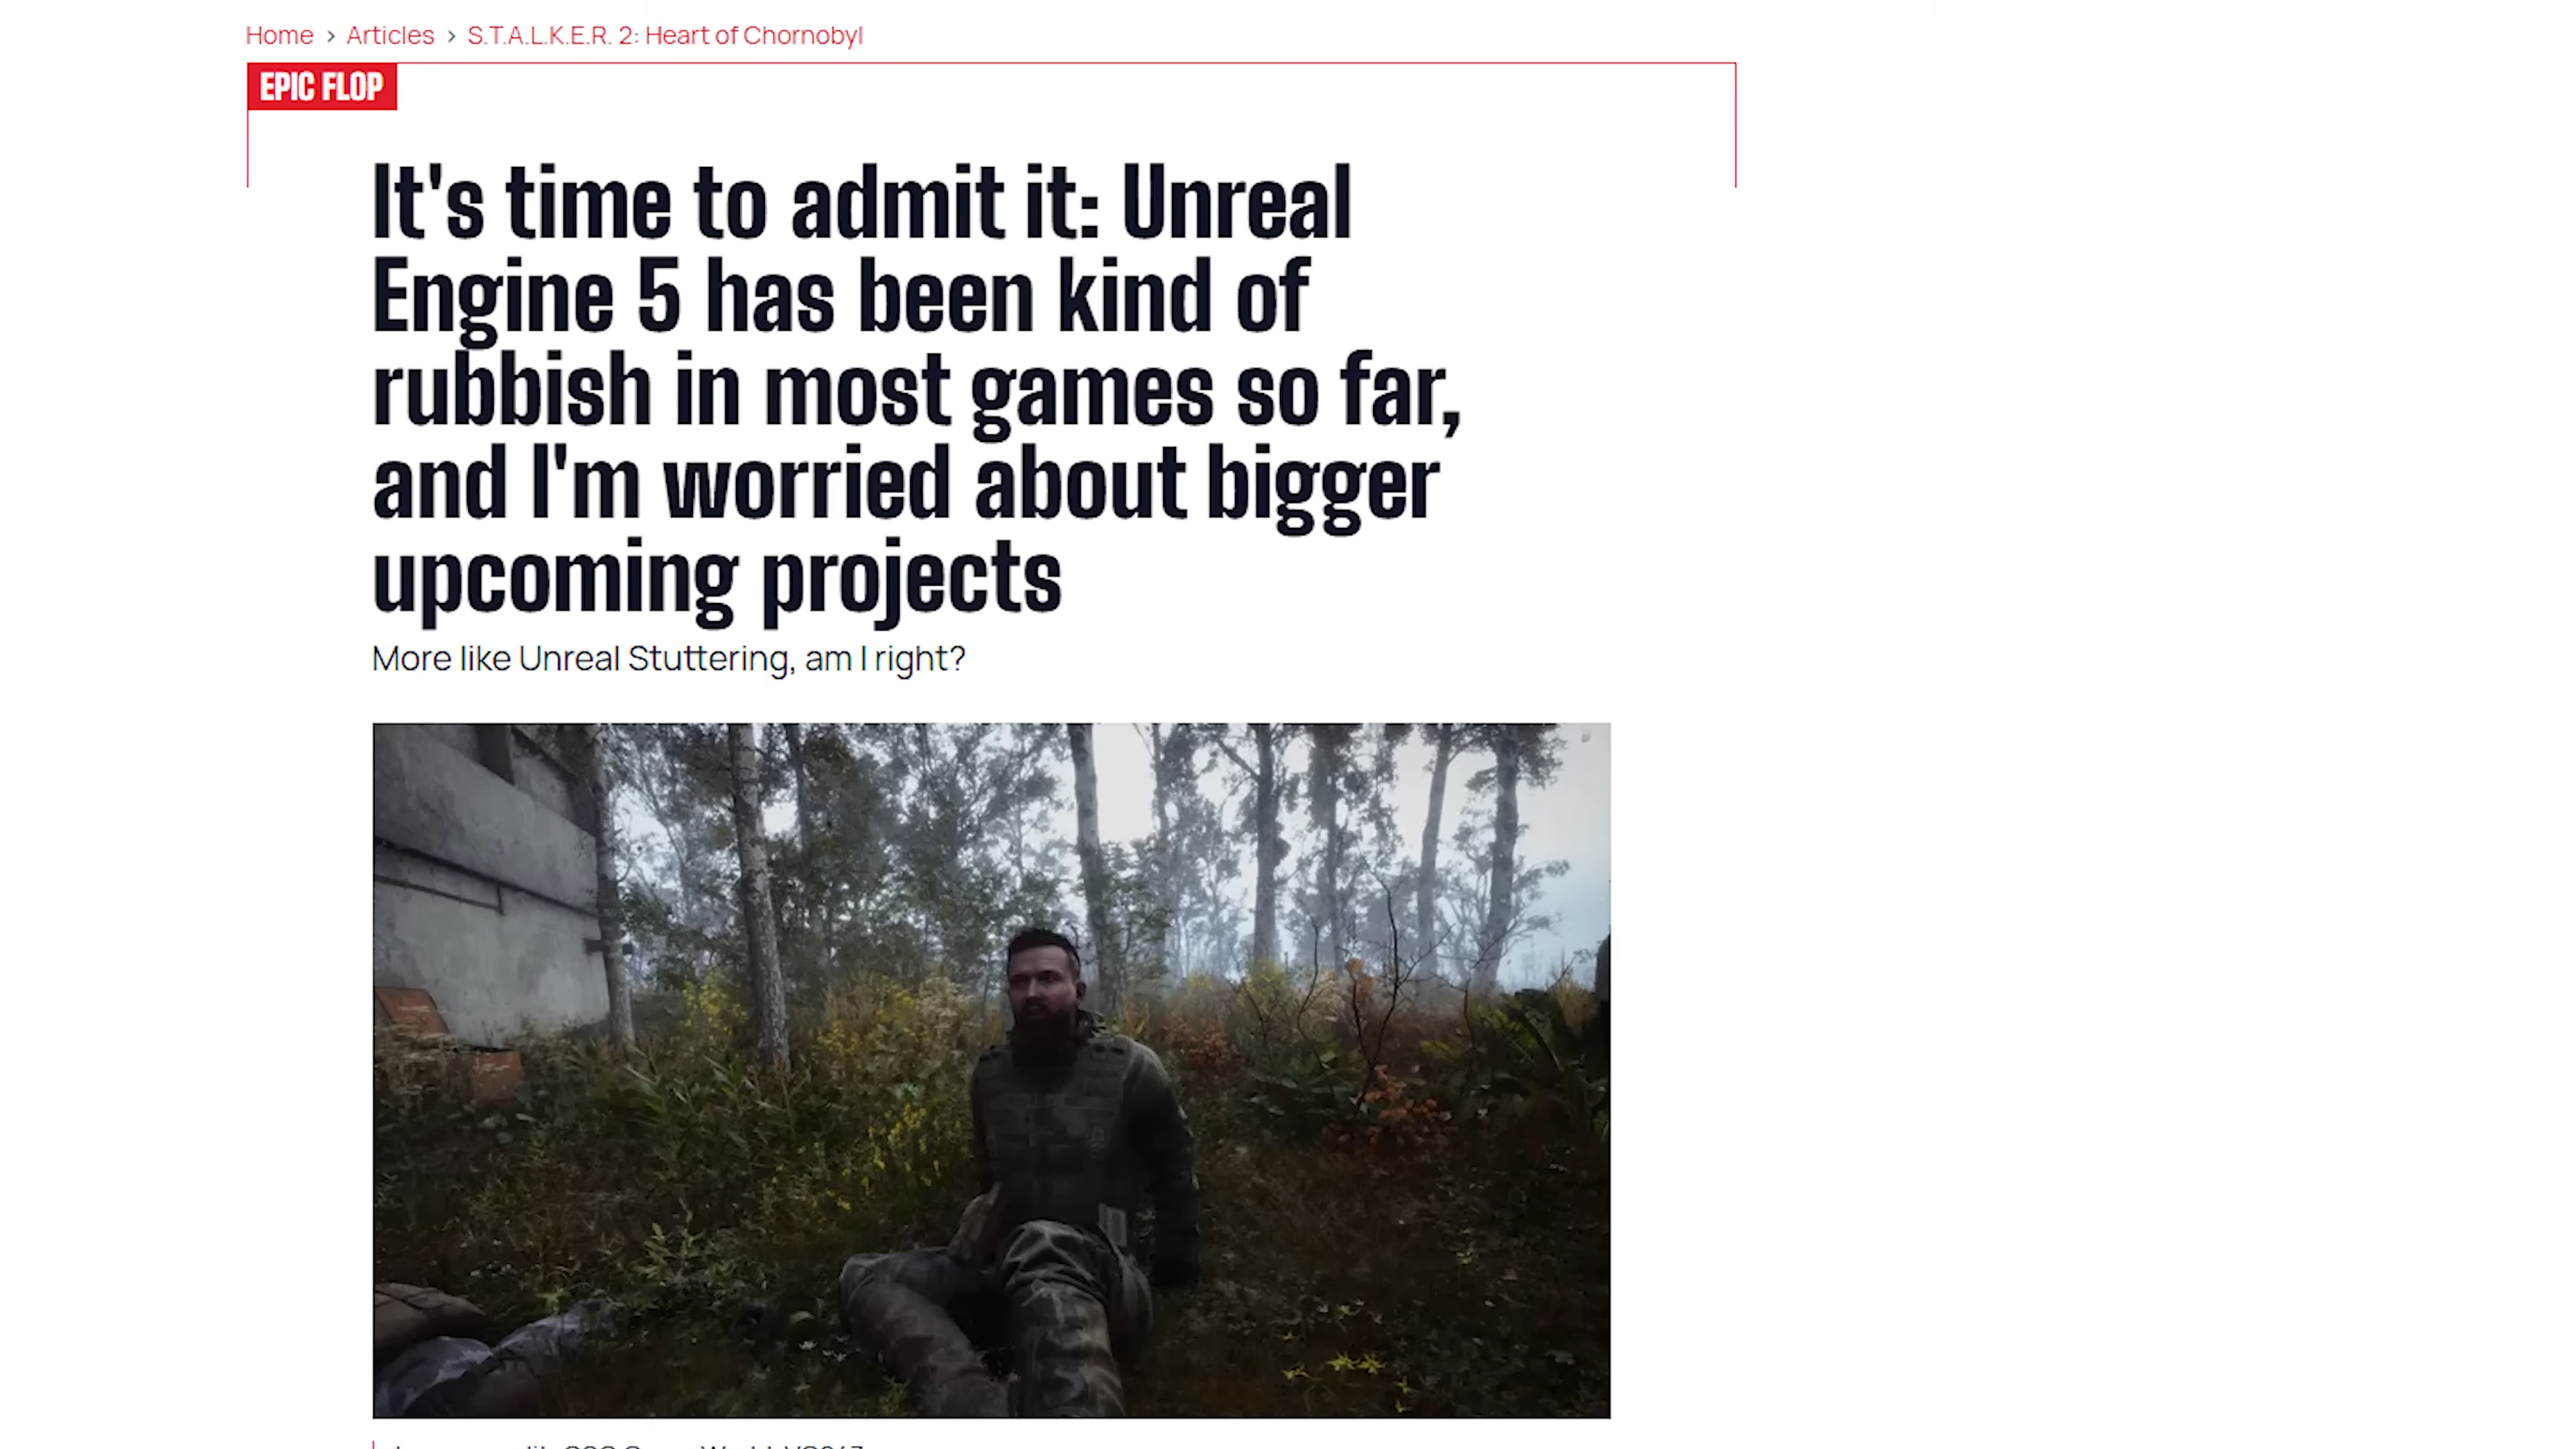 Home > Articles > S.T.A.L.K.E.R. 2: Heart of Chornobyl
EPIC FLOP
It's time to admit it: Unreal
Engine 5 has been kind of
rubbish in most games so far,
and I'm worried about bigger
upcoming projects
More like Unreal Stuttering, am I right?